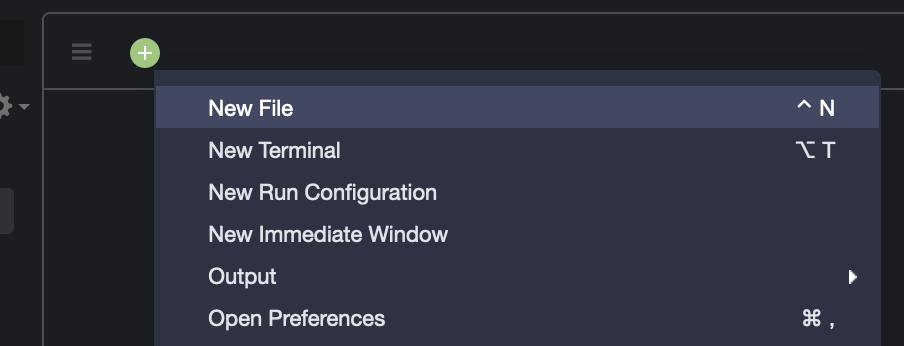 New File ^ N
New Terminal ⌥ T
New Run Configuration
New Immediate Window
Output
Open Preferences ⌘ ,